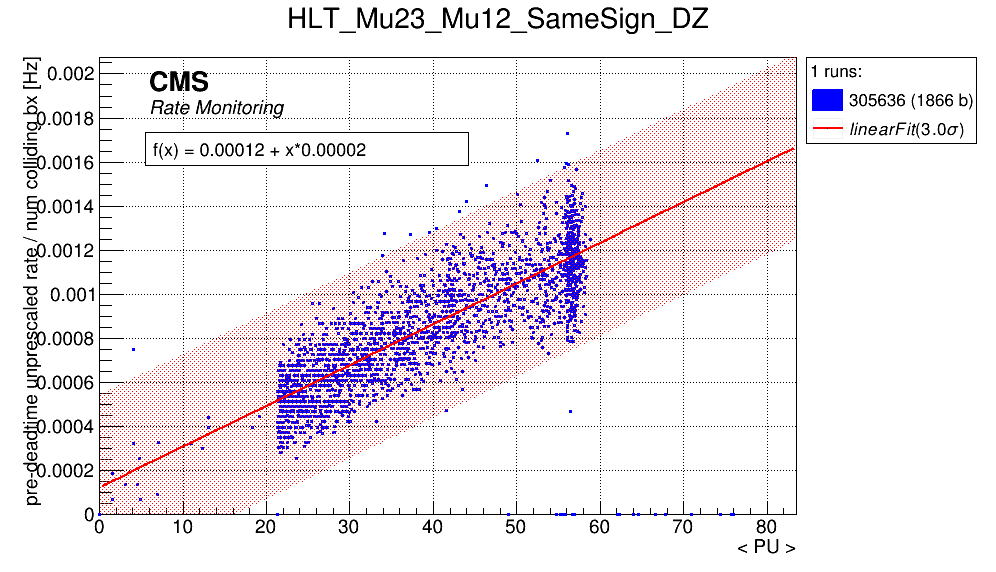 HLT_Mu23_Mu12_SameSign_DZ
pre-deadtime unprescaled rate / num colliding bx [Hz]
CMS
Rate Monitoring
f(x) = 0.00012 + x*0.00002
1 runs:
305636 (1866 b)
linearFit(3.0σ)
0.002
0.0018
0.0016
0.0014
0.0012
0.001
0.0008
0.0006
0.0004
0.0002
0
0 10 20 30 40 50 60 70 80
< PU >